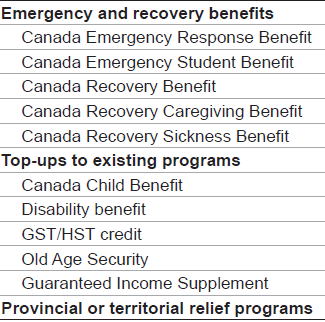 Emergency and recovery benefits
Canada Emergency Response Benefit
Canada Emergency Student Benefit
Canada Recovery Benefit
Canada Recovery Caregiving Benefit
Canada Recovery Sickness Benefit
Top-ups to existing programs
Canada Child Benefit
Disability benefit
GST/HST credit
Old Age Security
Guaranteed Income Supplement
Provincial or territorial relief programs